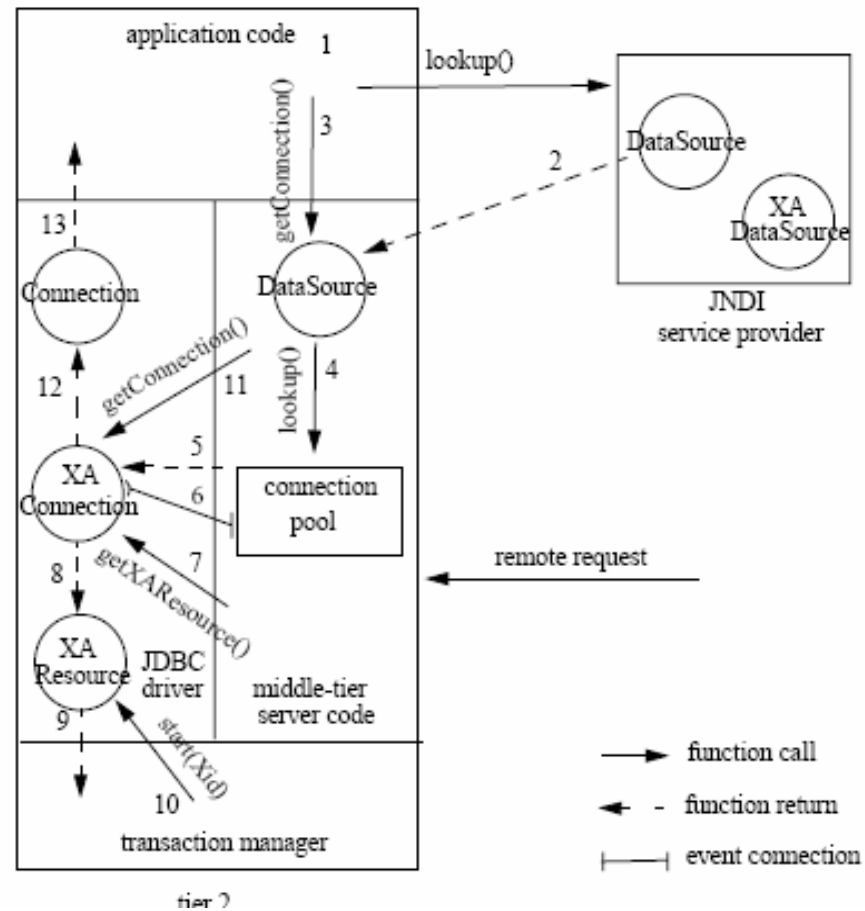 application code 1
lookup()
getConnection()
3
DataSource
2
XA
DataSource
13
Connection
DataSource
JNDI
service provider
getConnection()
12
11
lookup()
4
5
XA
Connection
6
connection
pool
7
getXAResource()
remote request
8
XA
Resource
JDBC
driver
middle-tier
server code
9
start(Xid)
10
function call
function return
transaction manager
event connection
tier 2